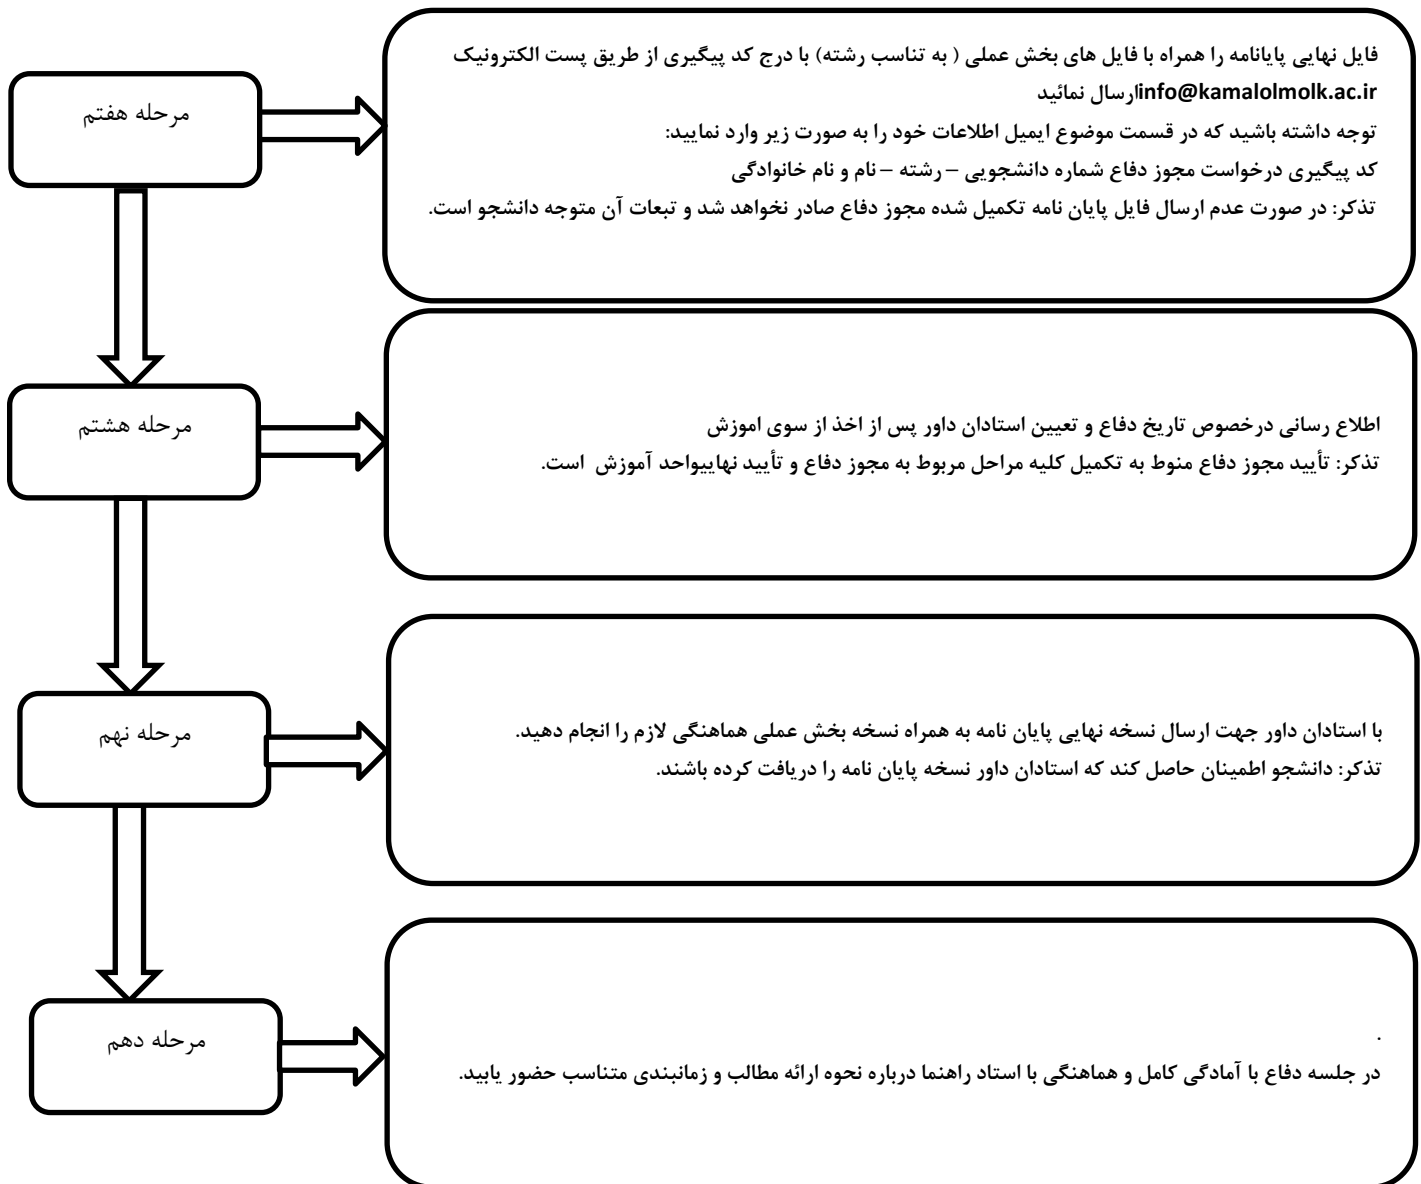 مرحله هفتم
فایل نهایی پایانامه را همراه با فایل های بخش عملی ( به تناسب رشته) با درج کد پیگیری از طریق پست الکترونیک
info@kamalolmolk.ac.irارسال نمائید
توجه داشته باشید که در قسمت موضوع ایمیل اطلاعات خود را به صورت زیر وارد نمایید:
کد پیگیری درخواست مجوز دفاع شماره دانشجویی – رشته – نام و نام خانوادگی
تذکر: در صورت عدم ارسال فایل پایان نامه تکمیل شده مجوز دفاع صادر نخواهد شد و تبعات آن متوجه دانشجو است.
مرحله هشتم
اطلاع رسانی درخصوص تاریخ دفاع و تعیین استادان داور پس از اخذ از سوی اموزش
تذکر: تأیید مجوز دفاع منوط به تکمیل کلیه مراحل مربوط به مجوز دفاع و تأیید نهاییواحد آموزش است.
مرحله نهم
با استادان داور جهت ارسال نسخه نهایی پایان نامه به همراه نسخه بخش عملی هماهنگی لازم را انجام دهید.
تذکر: دانشجو اطمینان حاصل کند که استادان داور نسخه پایان نامه را دریافت کرده باشند.
مرحله دهم
.
در جلسه دفاع با آمادگی کامل و هماهنگی با استاد راهنما درباره نحوه ارائه مطالب و زمانبندی متناسب حضور یابید.